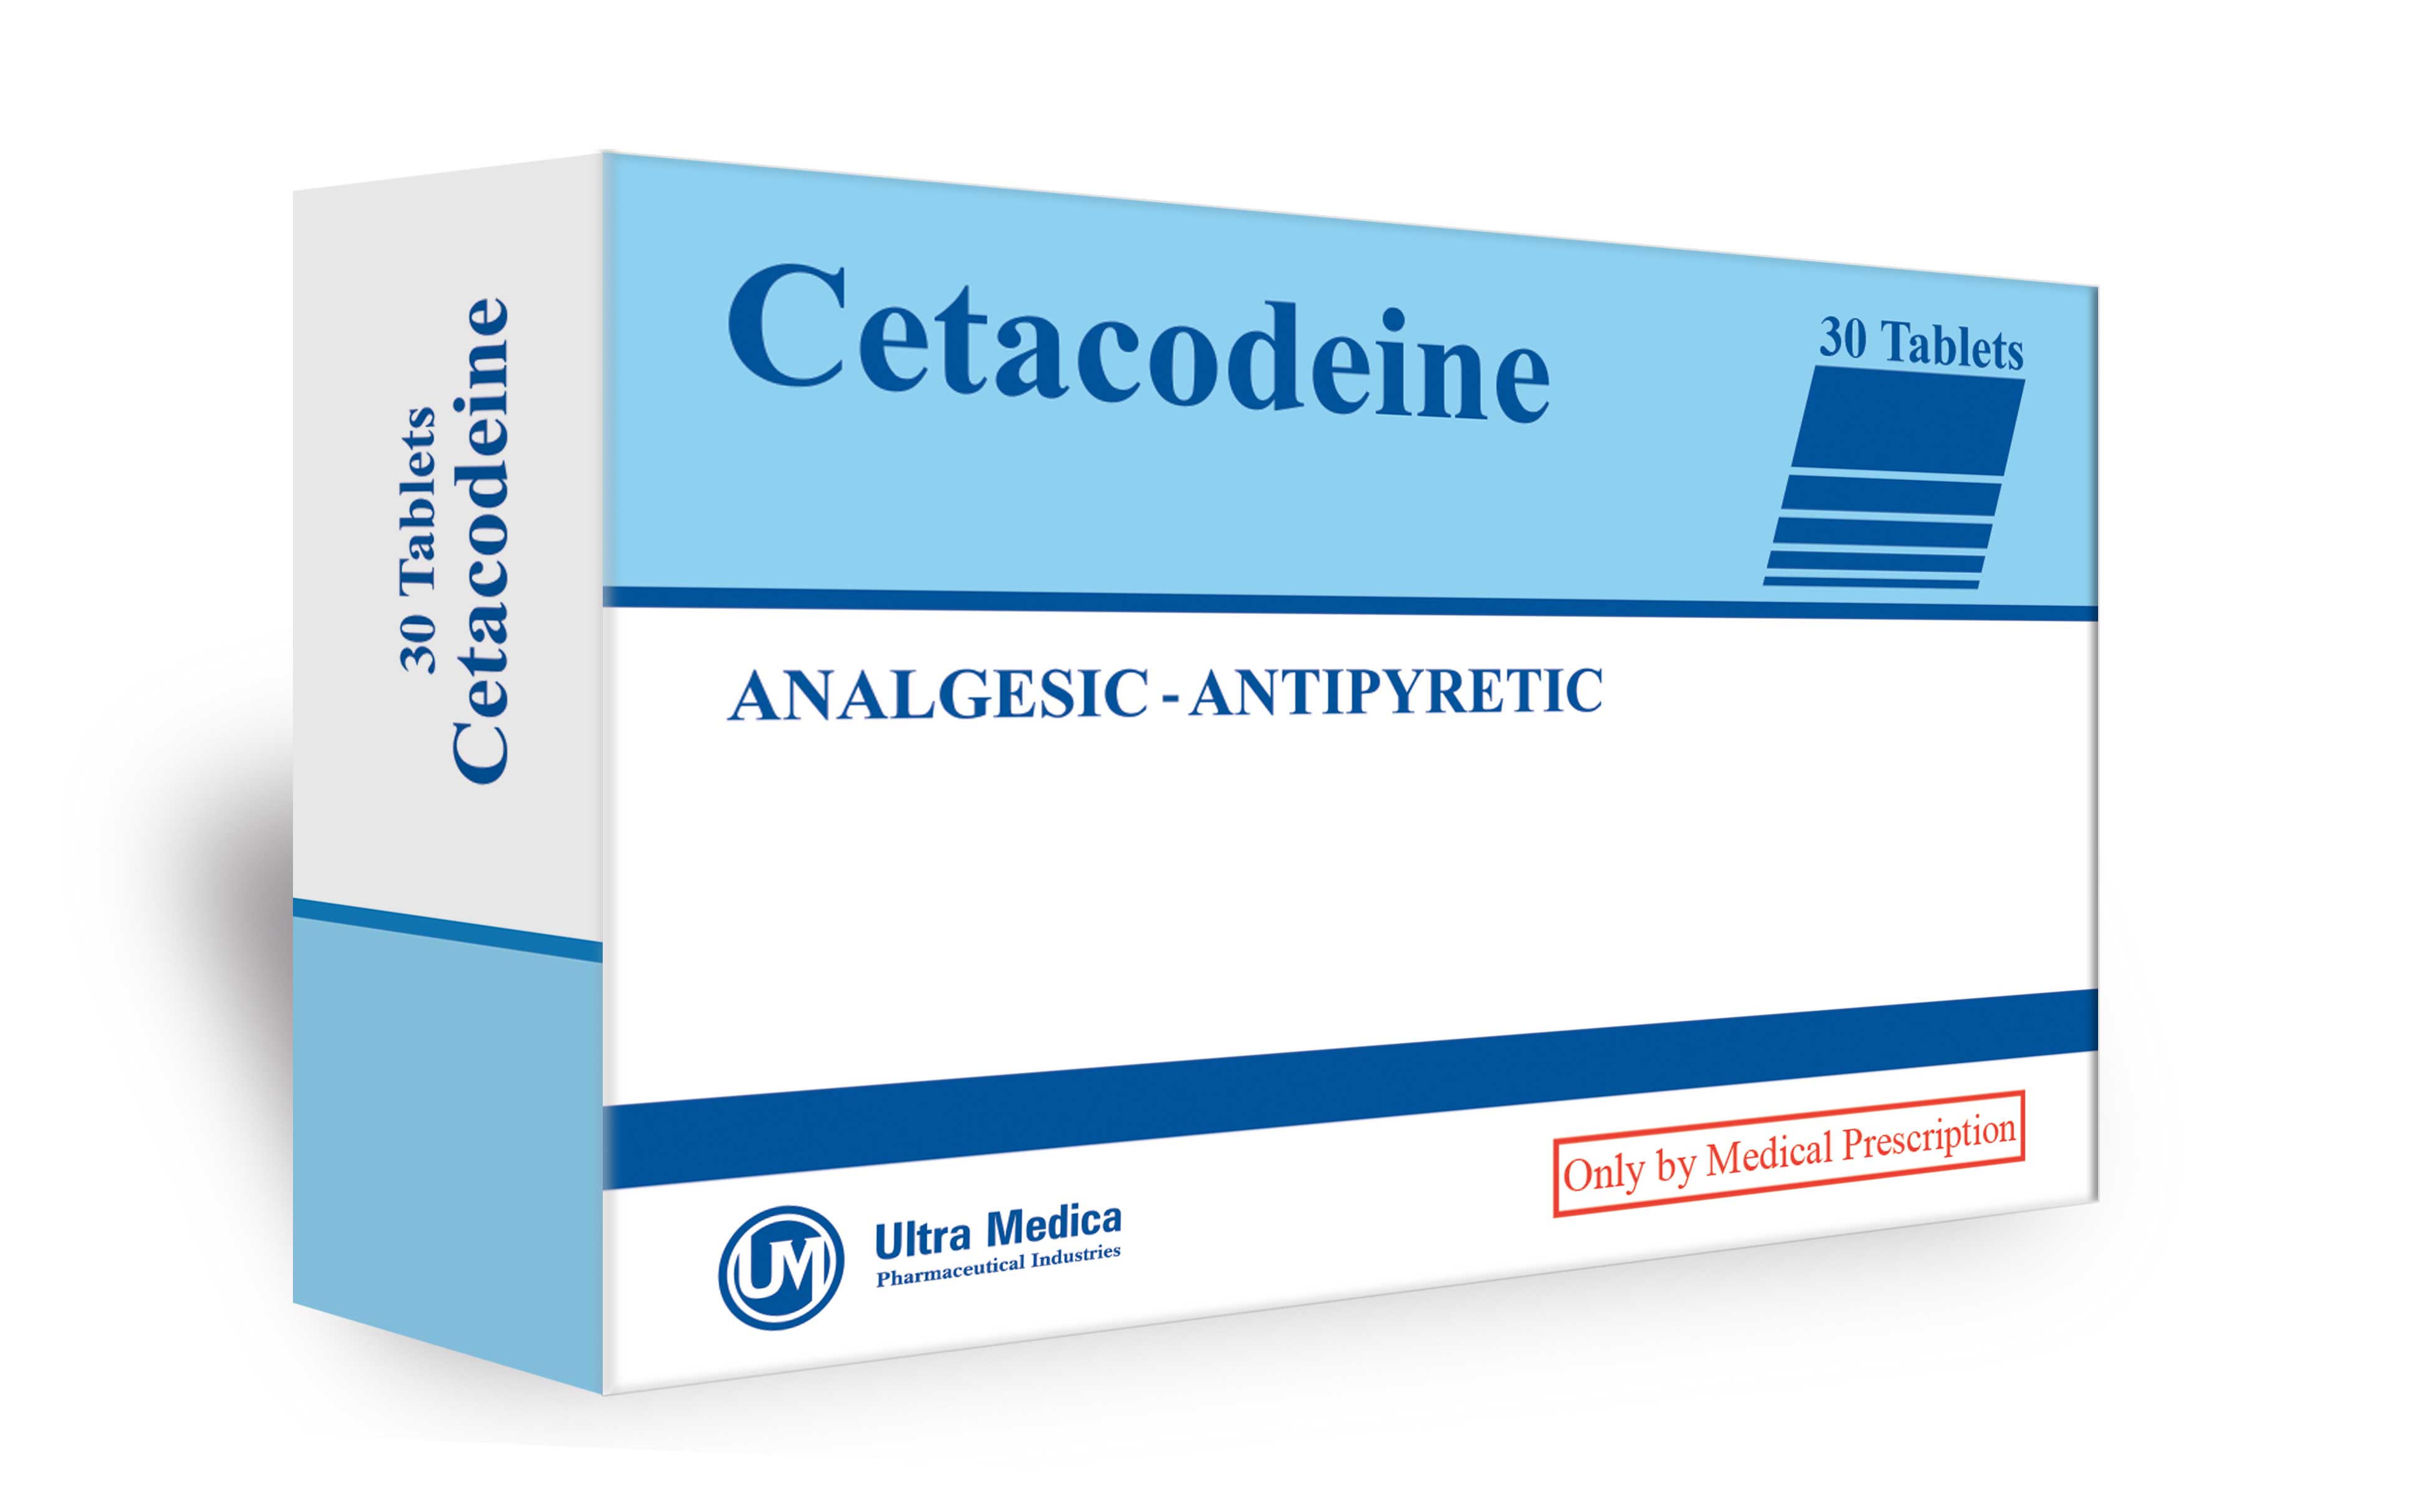 30 Tablets
Cetacodeine
Cetacodeine
30 Tablets
ANALGESIC - ANTIPYRETIC
UM
Ultra Medica
Pharmaceutical Industries
Only by Medical Prescription